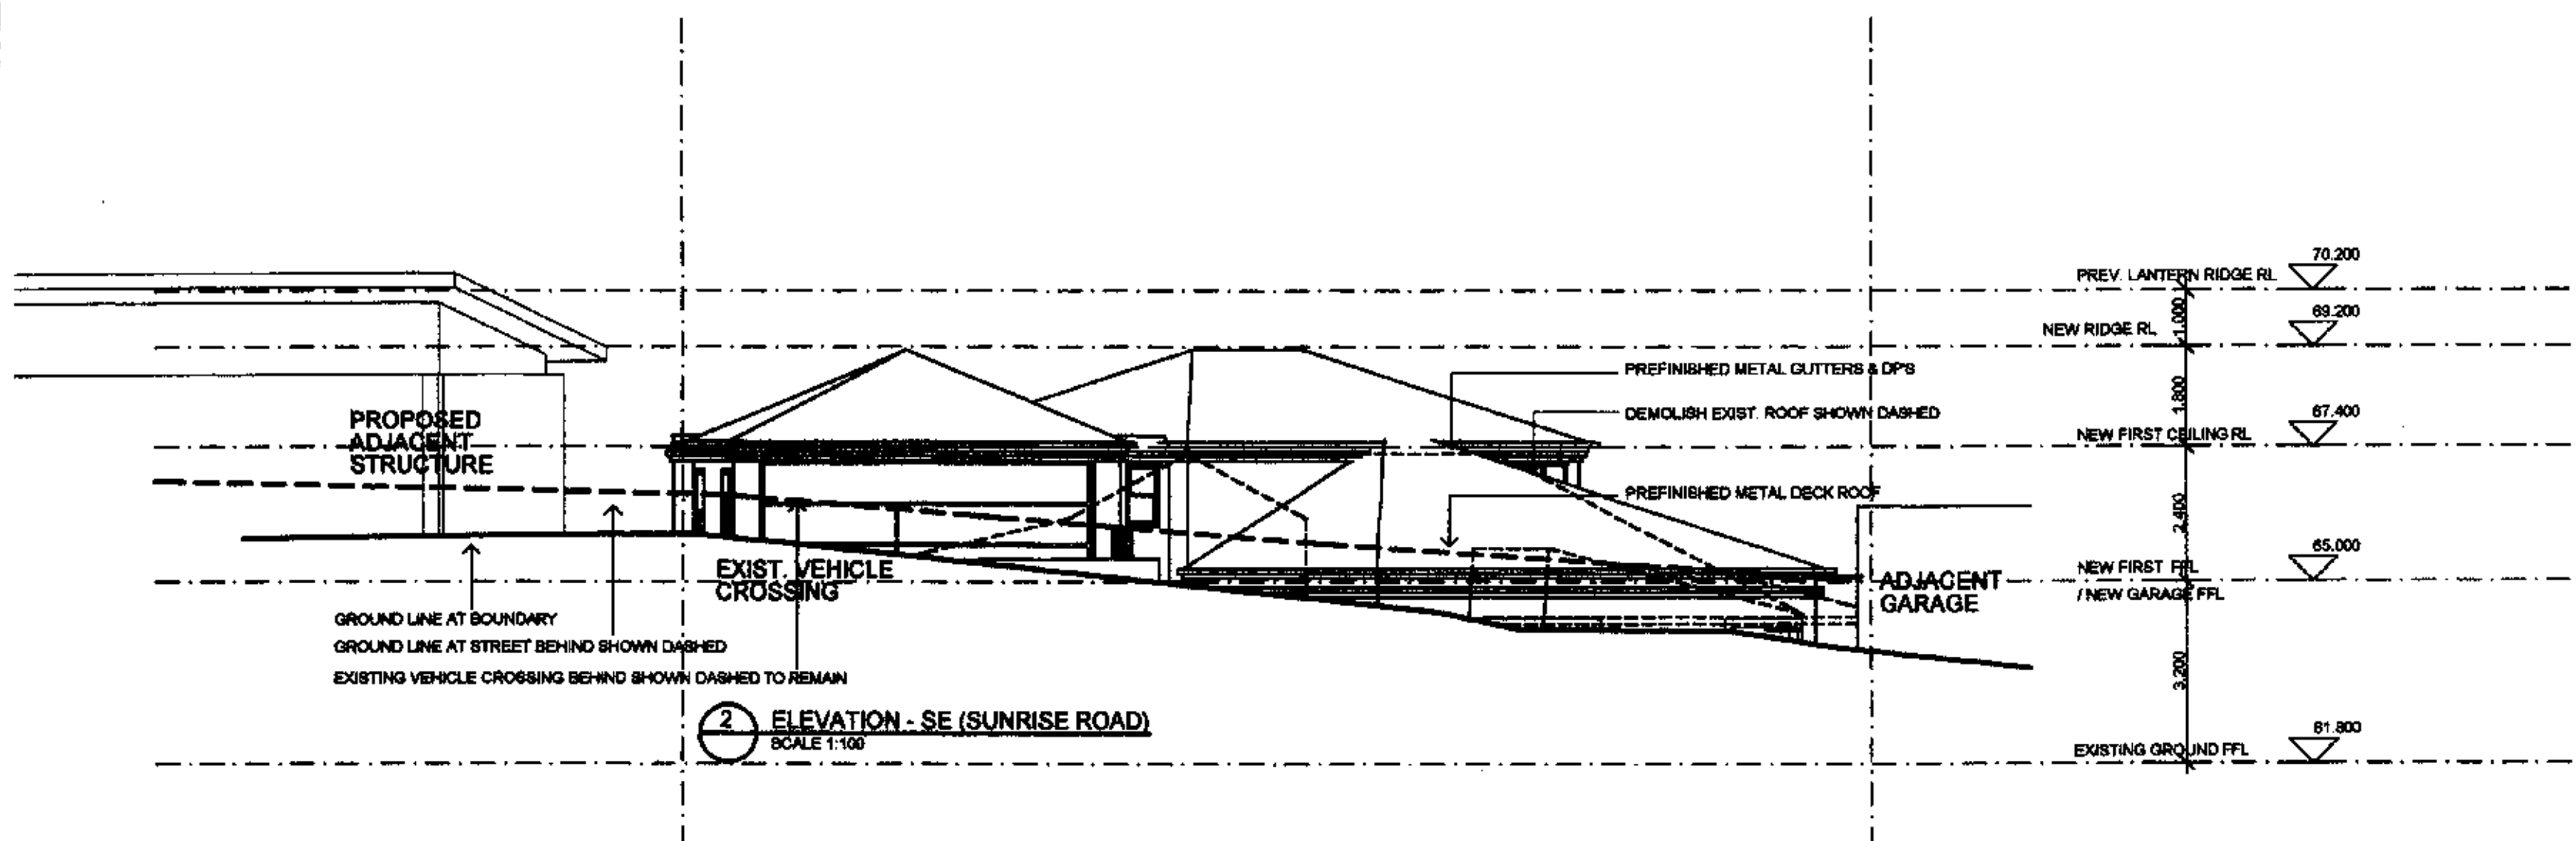 70.200
PREV. LANTERN RIDGE RL
1.000
69.200
NEW RIDGE RL
PREFINISHED METAL GUTTERS & DP'S
1.800
DEMOLISH EXIST. ROOF SHOWN DASHED
67.400
NEW FIRST CEILING RL
PROPOSED
ADJACENT
STRUCTURE
PREFINISHED METAL DECK ROOF
2.400
65.000
NEW FIRST FFL
/ NEW GARAGE FFL
EXIST. VEHICLE
CROSSING
ADJACENT
GARAGE
GROUND LINE AT BOUNDARY
GROUND LINE AT STREET BEHIND SHOWN DASHED
EXISTING VEHICLE CROSSING BEHIND SHOWN DASHED TO REMAIN
3.200
2 ELEVATION - SE (SUNRISE ROAD)
SCALE 1:100
61.800
EXISTING GROUND FFL